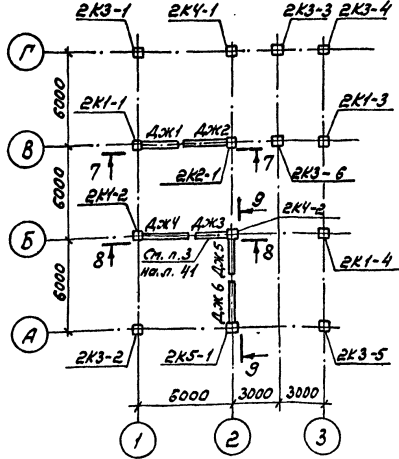 2К3-1 2К4-1 2К3-3 2К3-4
Г
6000
2К1-1 2К1-3
ДЖ1 ДЖ2
В
7 7
2К2-1 2К3-6
6000
9
2К4-2 2К4-2
ДЖ4 ДЖ3
Б
8 См. п.3 8
на л. 41 ДЖ5 2К1-4
6000
ДЖ6
А
2К3-2 2К5-1 2К3-5
9
6000 3000 3000
1 2 3